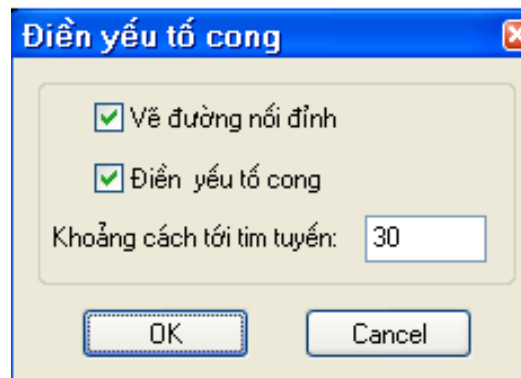 Điền yếu tố cong
Vẽ đường nối đỉnh
Điền yếu tố cong
Khoảng cách tới tim tuyến: 30
OK Cancel